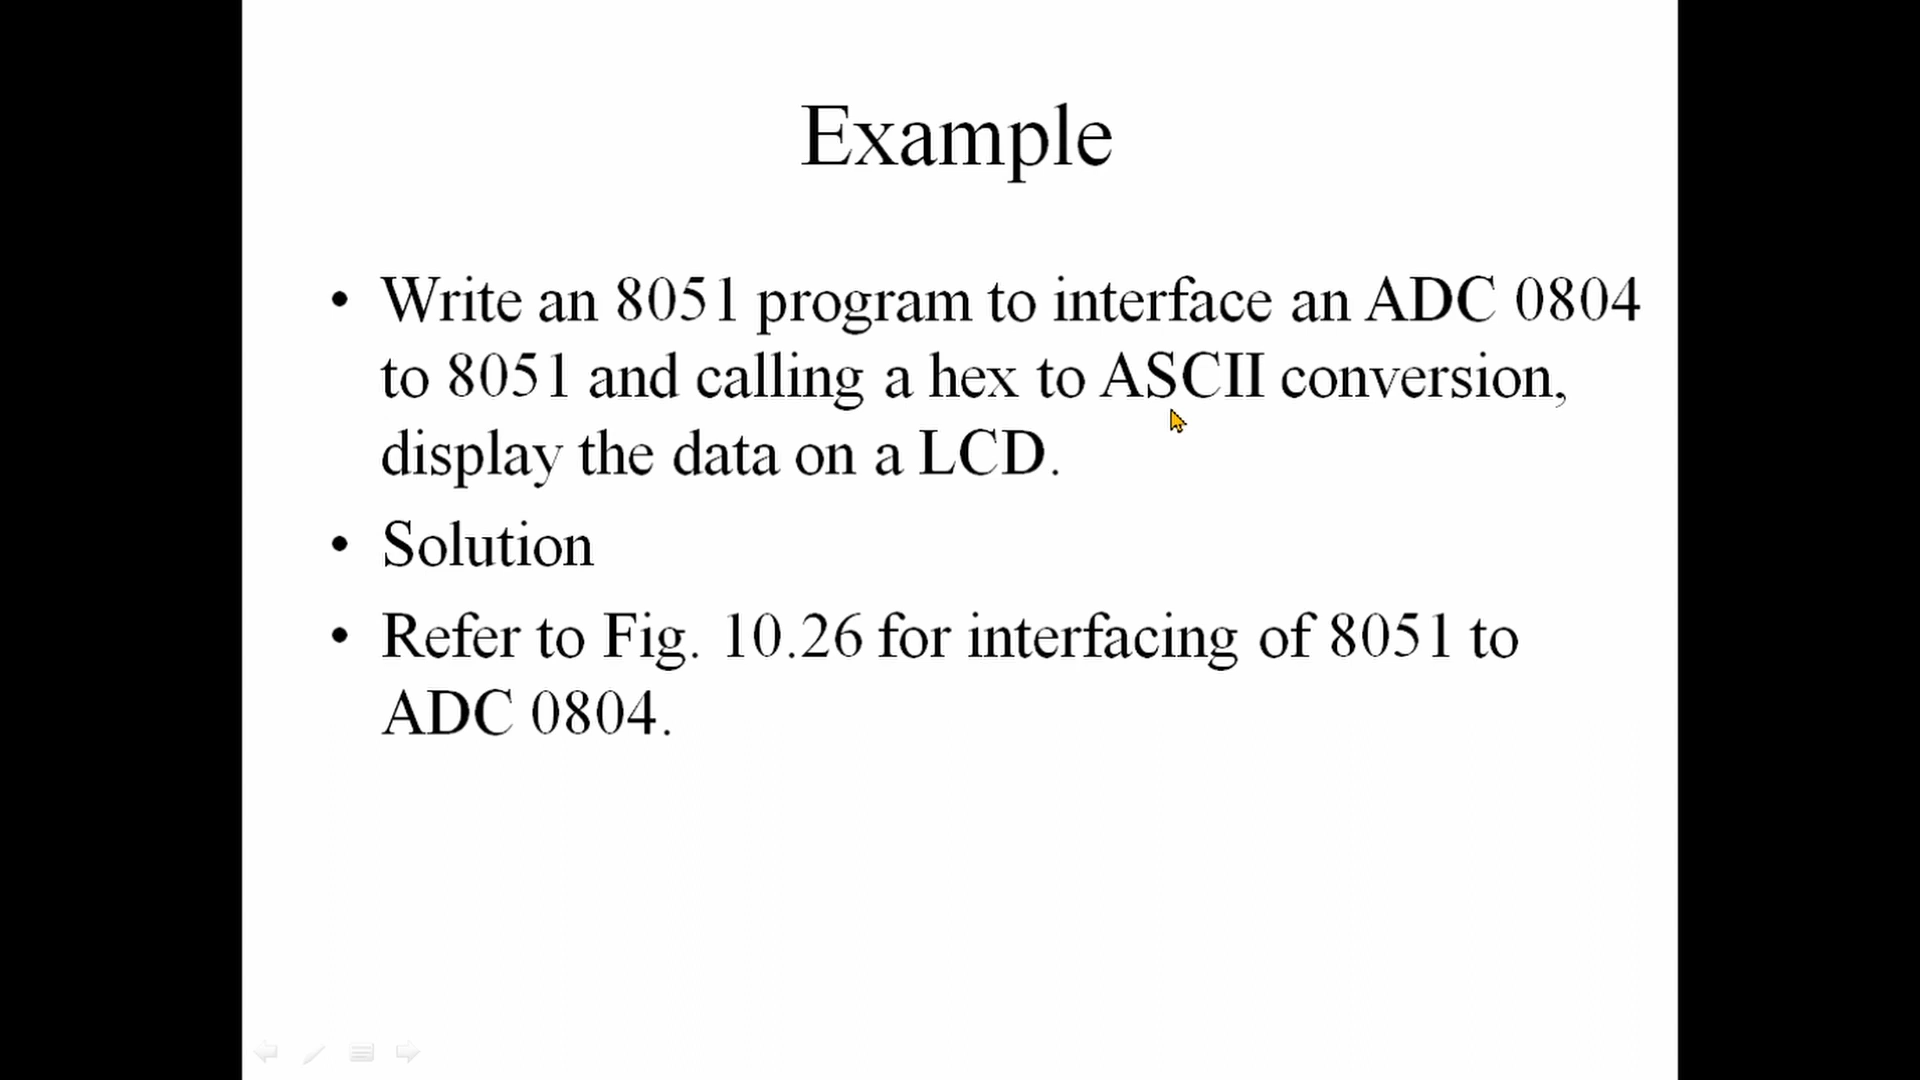 Example
• Write an 8051 program to interface an ADC 0804
to 8051 and calling a hex to ASCII conversion,
display the data on a LCD.
• Solution
• Refer to Fig. 10.26 for interfacing of 8051 to
ADC 0804.